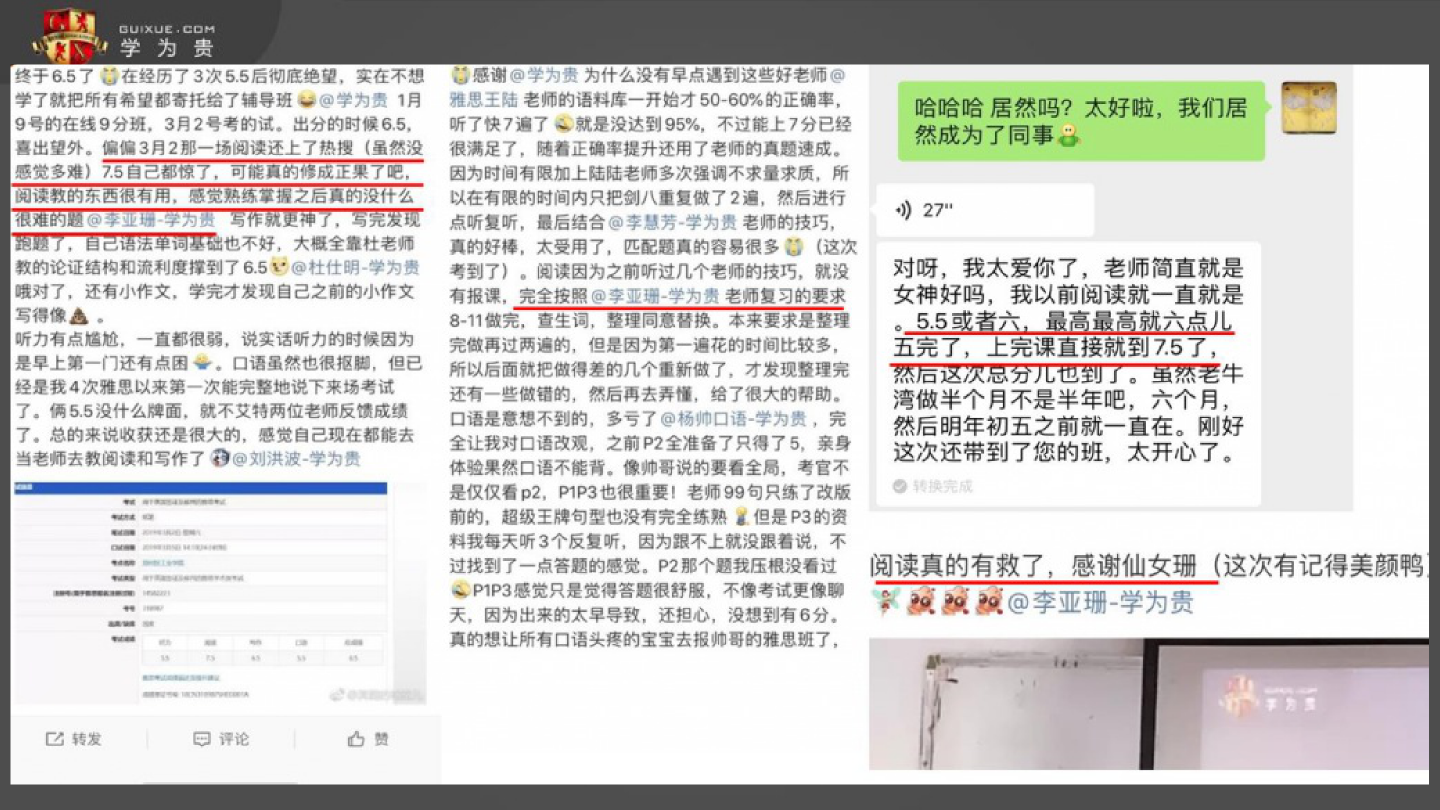 GUIXUE.COM
学为贵
终于6.5了😭在经历了3次5.5后彻底绝望，实在不想
学了就把所有希望都寄托给了辅导班😂@学为贵 1月
9号的在线9分班，3月2号考的试。出分的时候6.5，
喜出望外。偏偏3月2那一场阅读还上了热搜（虽然没
感觉多难）7.5自己都惊了，可能真的修成正果了吧，
阅读教的东西很有用，感觉熟练掌握之后真的没什么
很难的题@李亚珊-学为贵 写作就更神了，写完发现
跑题了，自己语法单词基础也不好，大概全靠杜老师
教的论证结构和流利度撑到了6.5@杜仕明-学为贵
哦对了，还有小作文，学完才发现自己之前的小作文
写得像💩。
听力有点尴尬，一直都很弱，说实话听力的时候因为
是早上第一门还有点困。口语虽然也很抠脚，但已
经是我4次雅思以来第一次能完整地说下来场考试
了。俩5.5没什么牌面，就不艾特两位老师反馈成绩
了。总的来说收获还是很大的，感觉自己现在都能去
当老师去教阅读和写作了@刘洪波-学为贵
转发
评论
赞
😭感谢@学为贵 为什么没有早点遇到这些好老师@
雅思王陆 老师的语料库一开始才50-60%的正确率，
听了快7遍了就是没达到95%，不过能上7分已经
很满足了，随着正确率提升还用了老师的真题速成。
因为时间有限加上陆陆老师多次强调不求量求质，所
以在有限的时间内只把剑八重复做了2遍，然后进行
点听复听，最后结合@李慧芳-学为贵 老师的技巧，
真的好棒，太受用了，匹配题真的容易很多😭（这次
考到了）。阅读因为之前听过几个老师的技巧，就没
有报课，完全按照@李亚珊-学为贵 老师复习的要求
8-11做完，查生词，整理同意替换。本来要求是整理
完做再过两遍的，但是因为第一遍花的时间比较多，
所以后面就把做得差的几个重新做了，才发现整理完
还有一些做错的，然后再去弄懂，给了很大的帮助。
口语是意想不到的，多亏了@杨帅口语-学为贵 ，完
全让我对口语改观，之前P2全准备了只得了5，亲身
体验果然口语不能背。像帅哥说的要看全局，考官不
是仅仅看p2，P1P3也很重要！老师99句只练了改版
前的，超级王牌句型也没有完全练熟但是P3的资
料我每天听3个反复听，因为跟不上就没跟着说，不
过找到了一点答题的感觉。P2那个题我压根没看过
P1P3感觉只是觉得答题很舒服，不像考试更像聊
天，因为出来的太早导致，还担心，没想到有6分。
真的想让所有口语头疼的宝宝去报帅哥的雅思班了，
哈哈哈 居然吗？太好啦，我们居
然成为了同事
27"
对呀，我太爱你了，老师简直就是
女神好吗，我以前阅读就一直就是
。5.5或者六，最高最高就六点儿
五完了，上完课直接就到7.5了，
然后这次总分儿也到了。虽然老牛
湾做半个月不是半年吧，六个月，
然后明年初五之前就一直在。刚好
这次还带到了您的班，太开心了。
转换完成
阅读真的有救了，感谢仙女珊（这次有记得美颜鸭
@李亚珊-学为贵
GUIXUE.COM
学为贵